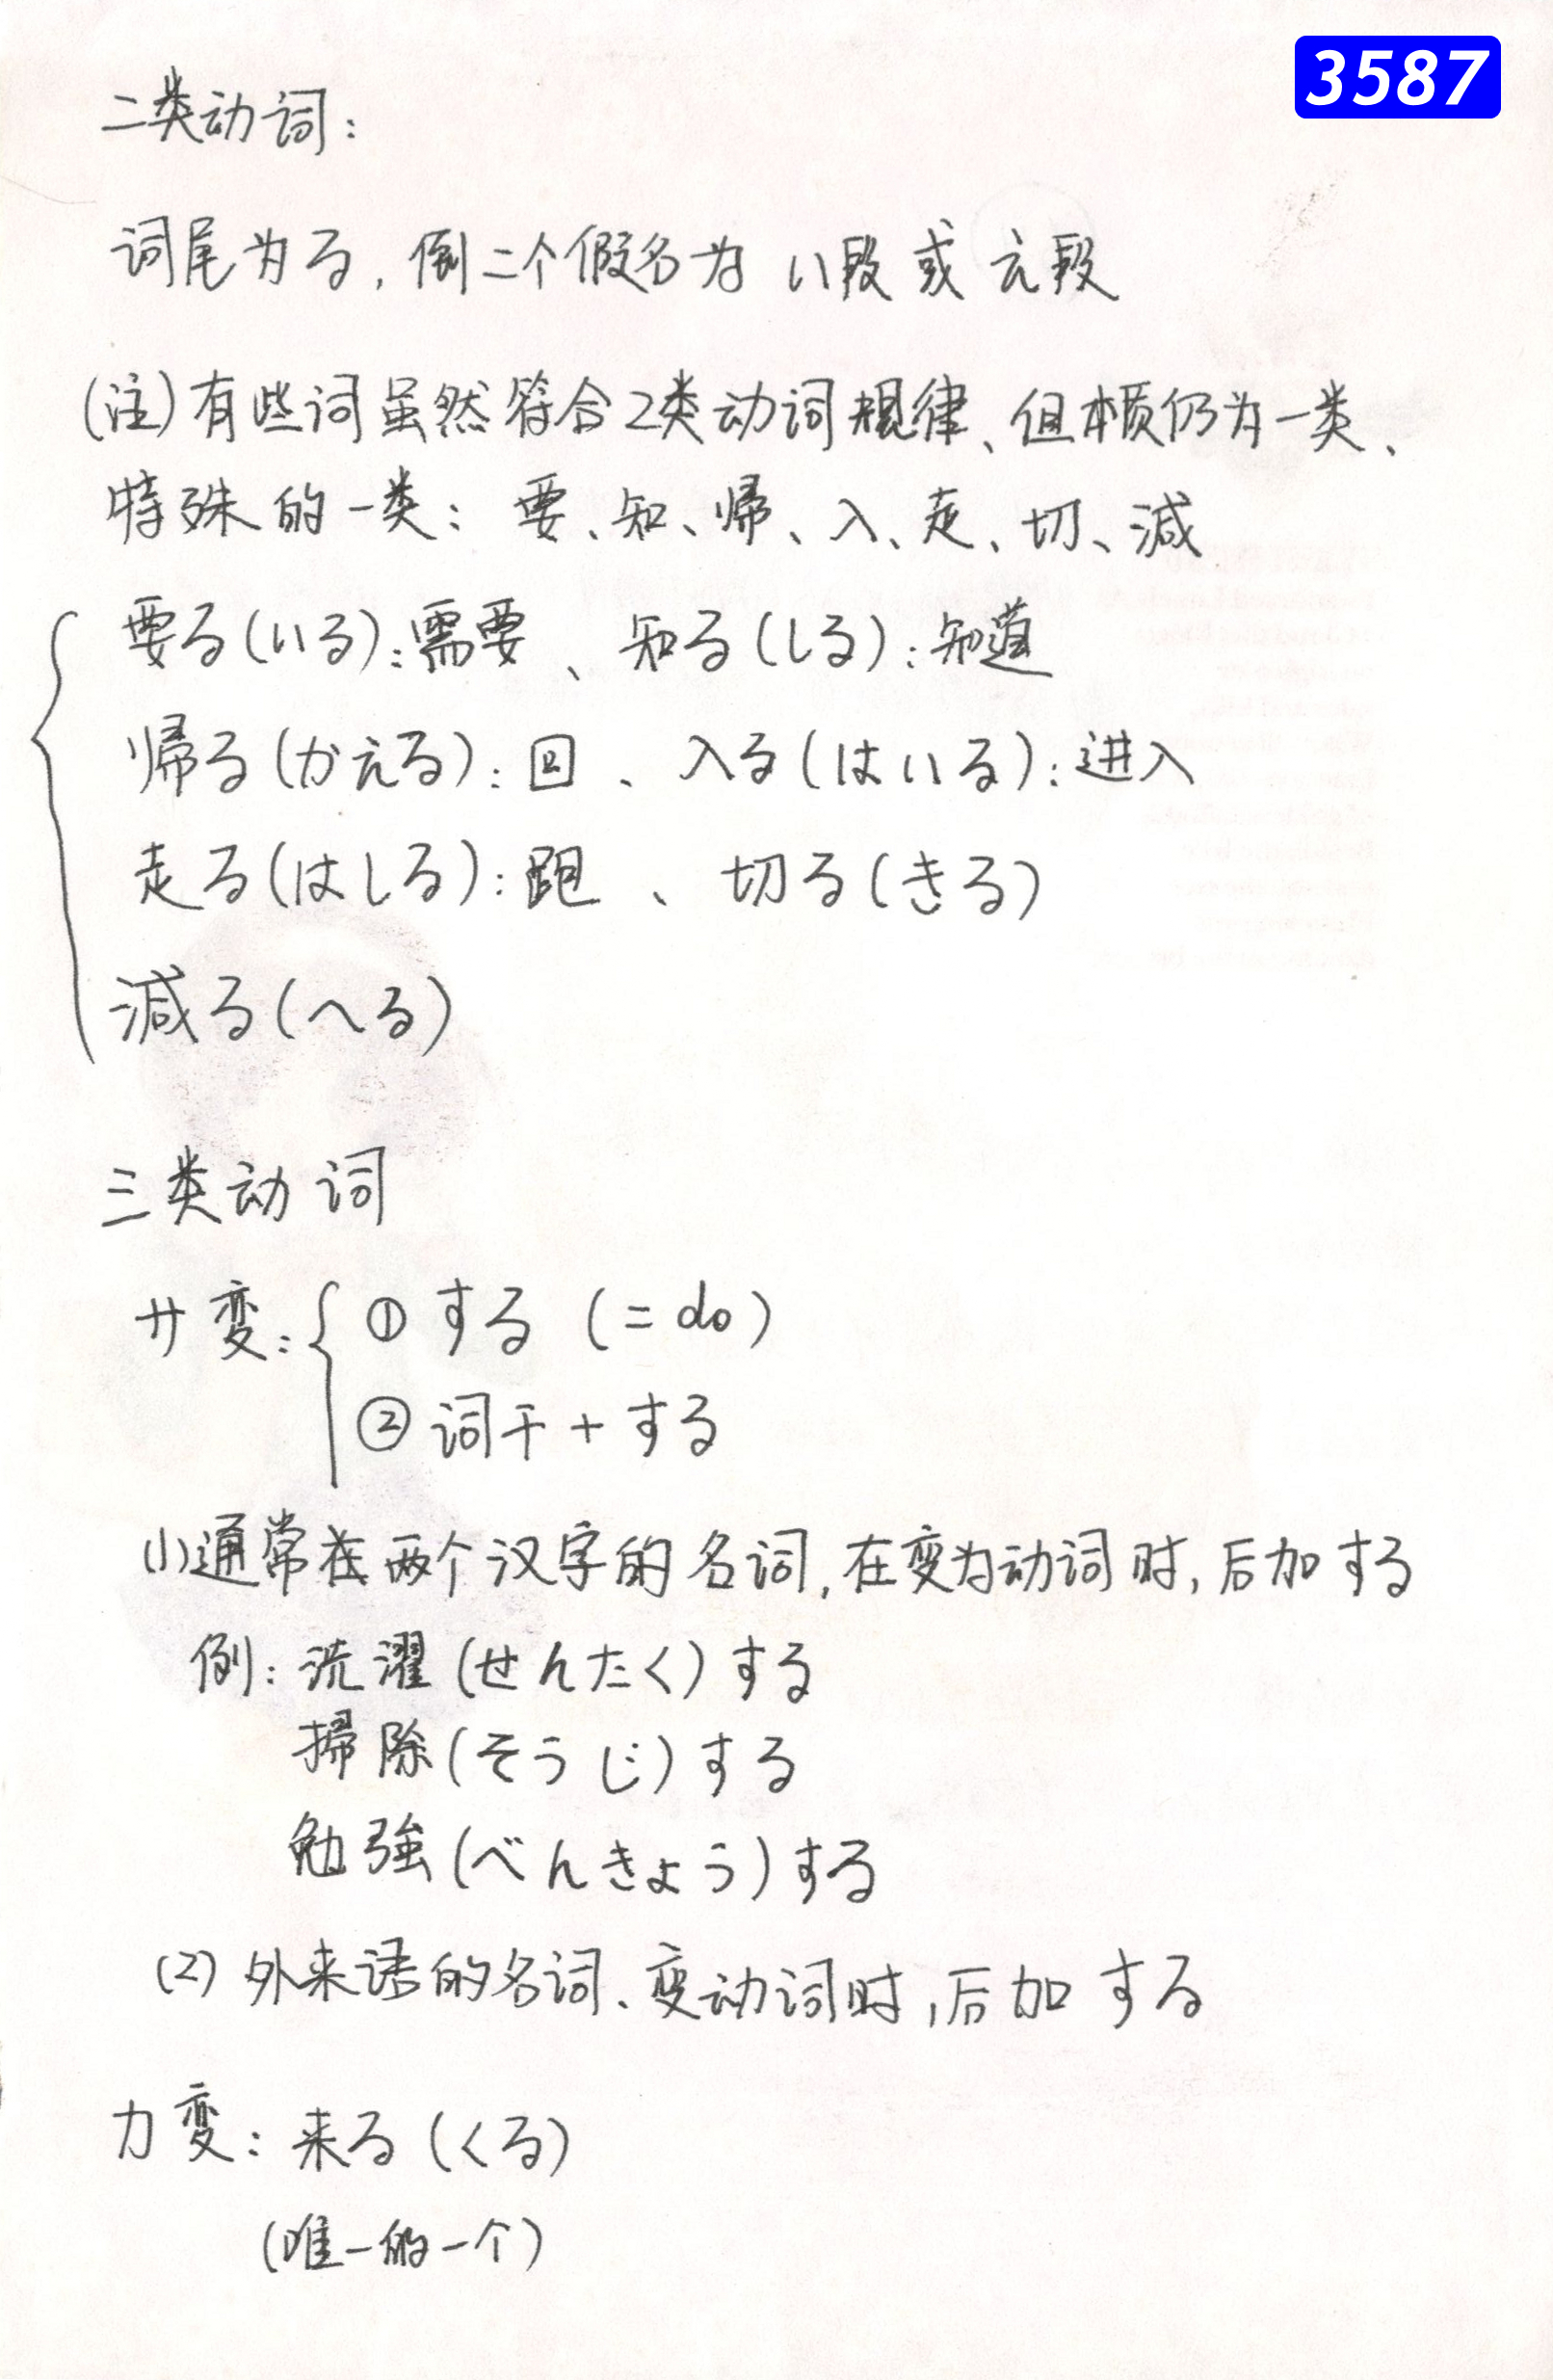 3587
二类动词：
词尾为る，倒二个假名为 い段 或 え段
(注)有些词虽然符合2类动词规律、但本质仍为一类、
特殊的一类：要、知、帰、入、走、切、減
要る(いる)：需要、知る(しる)：知道
帰る(かえる)：回、入る(はいる)：进入
走る(はしる)：跑、切る(きる)
減る(へる)
三类动词
サ変：
① する (= do)
② 词干 + する
(1)通常在两个汉字的名词，在变为动词时，后加する
例：洗濯(せんたく)する
掃除(そうじ)する
勉強(べんきょう)する
(2)外来语的名词、变动词时，后加する
カ変：来る(くる)
(唯一的一个)